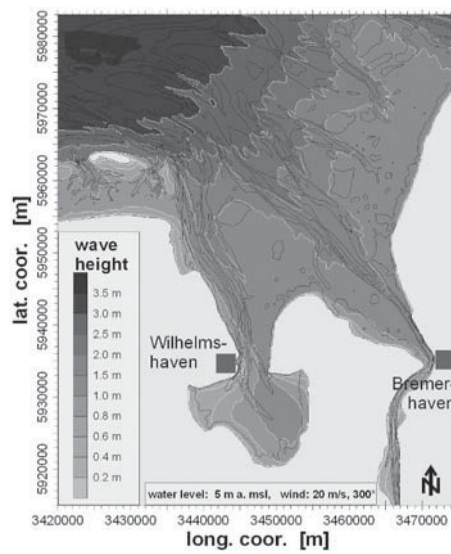 lat. coor. [m]
5980000
5970000
5960000
5950000
5940000
5930000
5920000
wave
height
3.5 m
3.0 m
2.5 m
2.0 m
1.5 m
1.0 m
0.8 m
0.6 m
0.4 m
0.2 m
Wilhelms-
haven
Bremer-
haven
N
water level: 5 m a. msl, wind: 20 m/s, 300°
3420000 3430000 3440000 3450000 3460000 3470000
long. coor. [m]